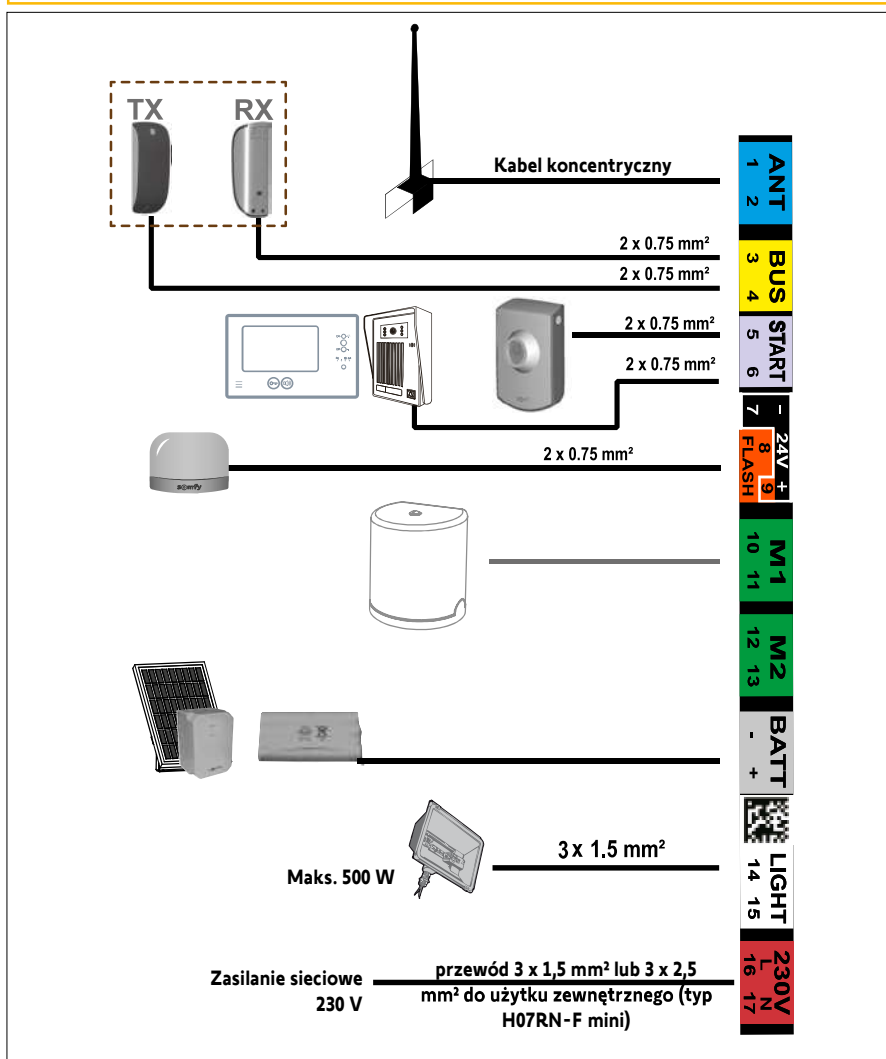 TX RX
Kabel koncentryczny
ANT
1 2
2 x 0.75 mm²
2 x 0.75 mm²
BUS
3 4
2 x 0.75 mm²
2 x 0.75 mm²
START
5 6
- 24V +
7 8 9
FLASH
2 x 0.75 mm²
somfy
M1
10 11
M2
12 13
BATT
- +
3 x 1.5 mm²
Maks. 500 W
LIGHT
14 15
Zasilanie sieciowe
230 V
przewód 3 x 1,5 mm² lub 3 x 2,5
mm² do użytku zewnętrznego (typ
H07RN-F mini)
230V
L N
16 17